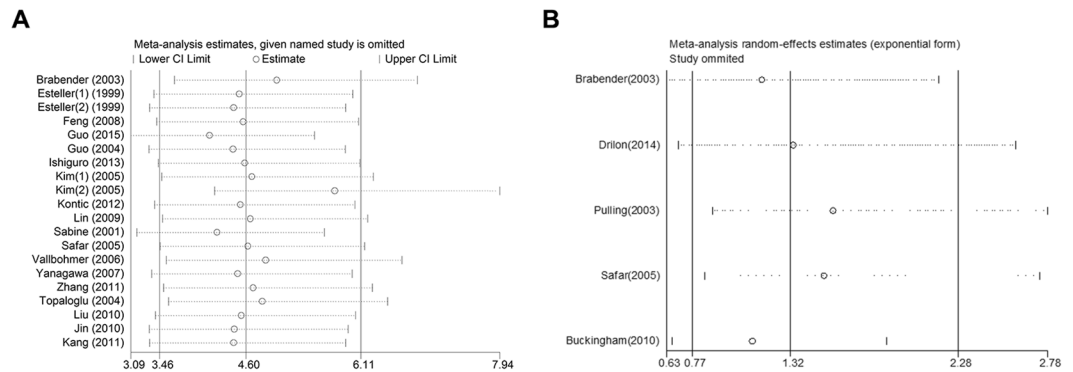 A
Meta-analysis estimates, given named study is omitted
Lower CI Limit Estimate Upper CI Limit
Brabender (2003)
Esteller(1) (1999)
Esteller(2) (1999)
Feng (2008)
Guo (2015)
Guo (2004)
Ishiguro (2013)
Kim(1) (2005)
Kim(2) (2005)
Kontic (2012)
Lin (2009)
Sabine (2001)
Safar (2005)
Vallbohmer (2006)
Yanagawa (2007)
Zhang (2011)
Topaloglu (2004)
Liu (2010)
Jin (2010)
Kang (2011)
3.09 3.46 4.60 6.11 7.94
B
Meta-analysis random-effects estimates (exponential form)
Study ommited
Brabender(2003)
Drilon(2014)
Pulling(2003)
Safar(2005)
Buckingham(2010)
0.63 0.77 1.32 2.28 2.78